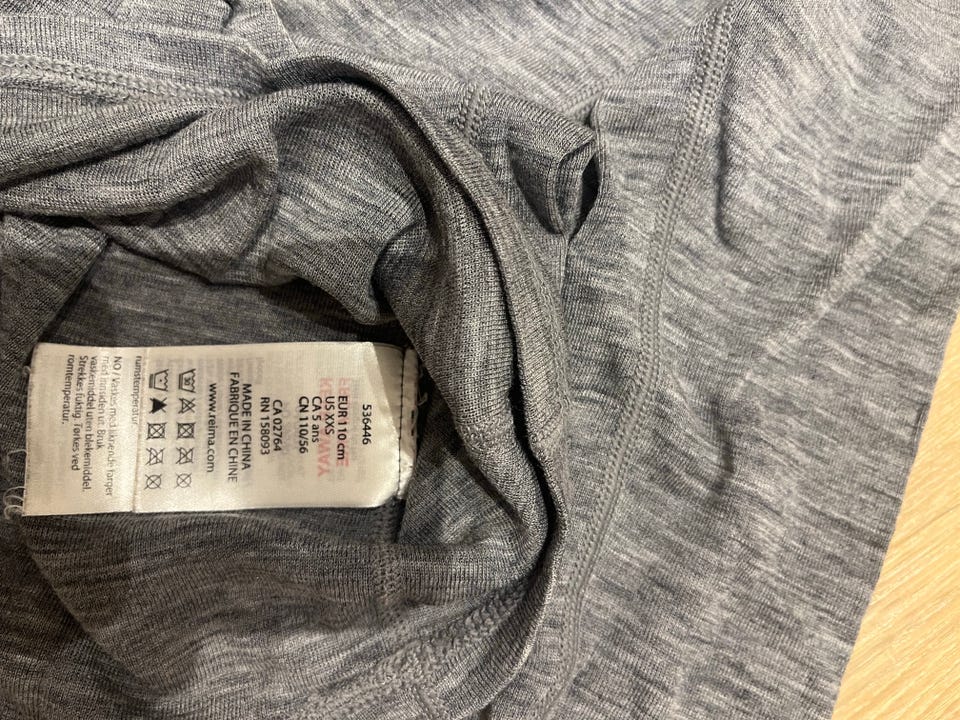 536446
EUR 110 cm
US XXS
CA 5 ans
CN 110/56
CA 02764
RN 158093
MADE IN CHINA
FABRIQUE EN CHINE
www.reima.com
rumstemperatur.
NO / Vaskes med liknende farger
med innsiden ut. Bruk
vaskemiddel uten blekemiddel.
Strekkes fuktig. Tørkes ved
romtemperatur.